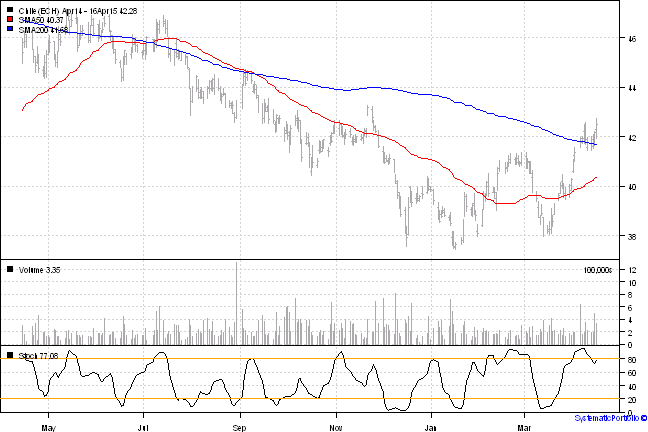 Chile (ECH) Apr14 - 16Apr15 42.28
SMA50 40.37
SMA200 41.68
46
44
42
40
38
Volume 3.35
100,000s
12
10
8
6
4
2
0
Stoch 77.08
80
60
40
20
0
May Jul Sep Nov Jan Mar
SystematicPortfolio ©